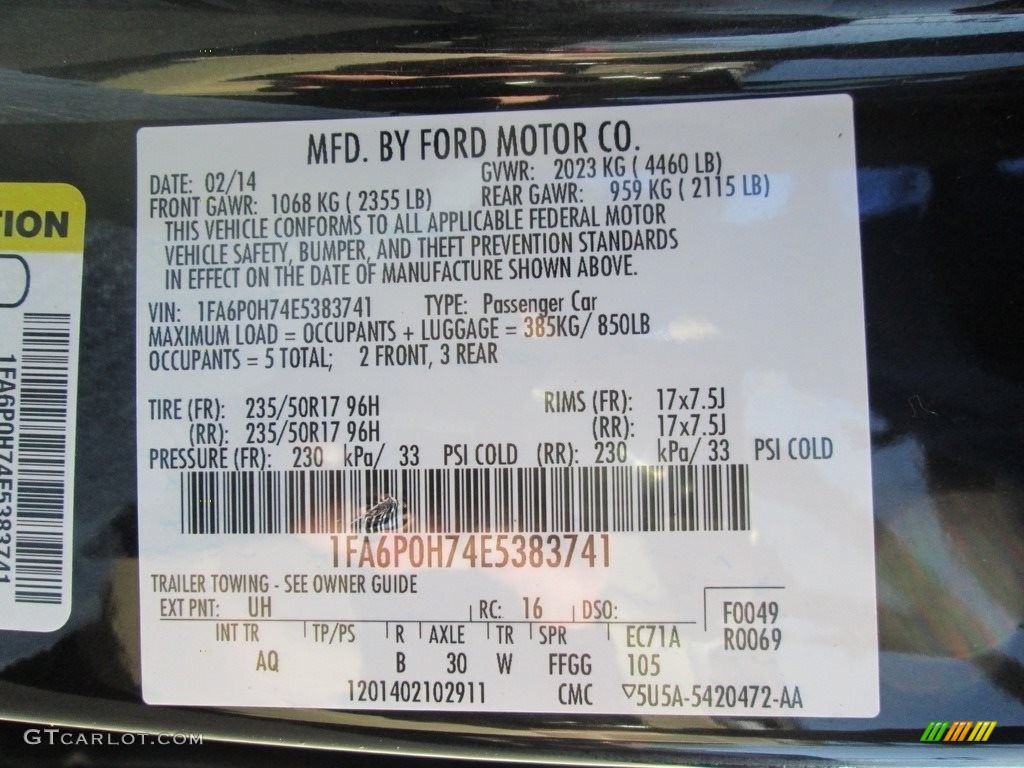 MFD. BY FORD MOTOR CO.
DATE: 02/14 GVWR: 2023 KG ( 4460 LB)
FRONT GAWR: 1068 KG ( 2355 LB) REAR GAWR: 959 KG ( 2115 LB)
THIS VEHICLE CONFORMS TO ALL APPLICABLE FEDERAL MOTOR
VEHICLE SAFETY, BUMPER, AND THEFT PREVENTION STANDARDS
IN EFFECT ON THE DATE OF MANUFACTURE SHOWN ABOVE.
VIN: 1FA6P0H74E5383741 TYPE: Passenger Car
MAXIMUM LOAD = OCCUPANTS + LUGGAGE = 385KG/ 850LB
OCCUPANTS = 5 TOTAL; 2 FRONT, 3 REAR
TIRE (FR): 235/50R17 96H RIMS (FR): 17x7.5J
(RR): 235/50R17 96H (RR): 17x7.5J
PRESSURE (FR): 230 kPa/ 33 PSI COLD (RR): 230 kPa/ 33 PSI COLD
1FA6P0H74E5383741
TRAILER TOWING - SEE OWNER GUIDE
EXT PNT: UH RC: 16 DSO: F0049
INT TR TP/PS R AXLE TR SPR EC71A R0069
AQ B 30 W FFGG 105
1201402102911 CMC ▽5U5A-5420472-AA
TION
1FA6P0H74E5383741
GTCARLOT.COM